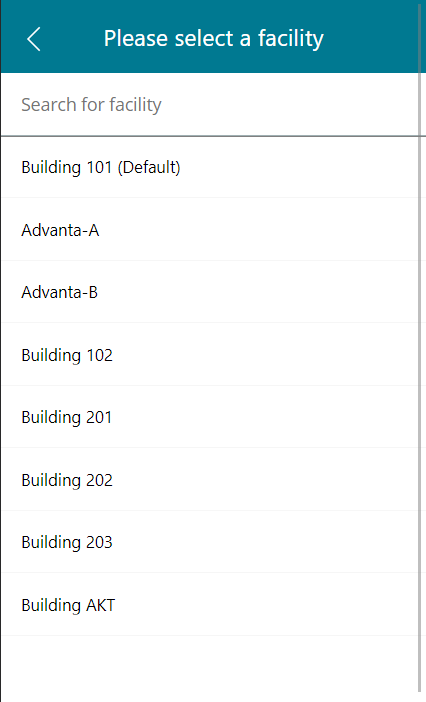 Please select a facility
Search for facility
Building 101 (Default)
Advanta-A
Advanta-B
Building 102
Building 201
Building 202
Building 203
Building AKT